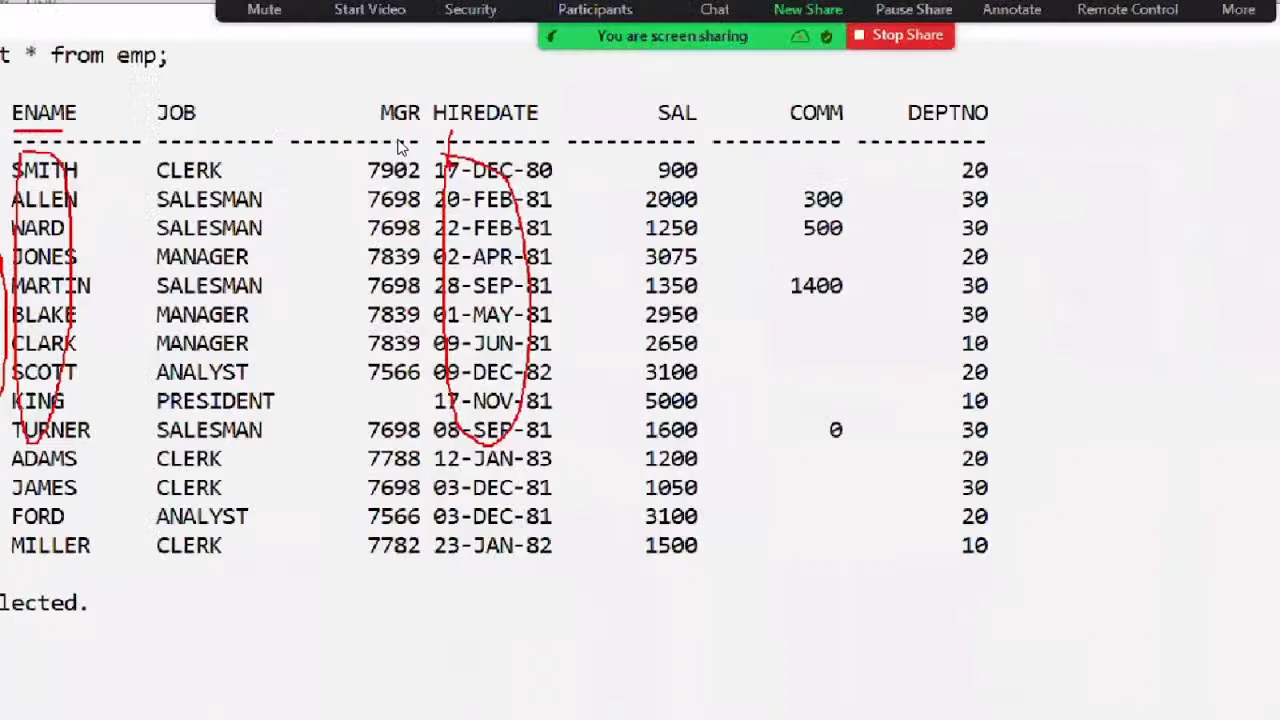 Mute Start Video Security Participants Chat New Share Pause Share Annotate Remote Control More
You are screen sharing Stop Share
t * from emp;
ENAME JOB MGR HIREDATE SAL COMM DEPTNO
---------- --------- ---------- --------- ---------- ---------- ----------
SMITH CLERK 7902 17-DEC-80 900 20
ALLEN SALESMAN 7698 20-FEB-81 2000 300 30
WARD SALESMAN 7698 22-FEB-81 1250 500 30
JONES MANAGER 7839 02-APR-81 3075 20
MARTIN SALESMAN 7698 28-SEP-81 1350 1400 30
BLAKE MANAGER 7839 01-MAY-81 2950 30
CLARK MANAGER 7839 09-JUN-81 2650 10
SCOTT ANALYST 7566 09-DEC-82 3100 20
KING PRESIDENT 17-NOV-81 5000 10
TURNER SALESMAN 7698 08-SEP-81 1600 0 30
ADAMS CLERK 7788 12-JAN-83 1200 20
JAMES CLERK 7698 03-DEC-81 1050 30
FORD ANALYST 7566 03-DEC-81 3100 20
MILLER CLERK 7782 23-JAN-82 1500 10
lected.